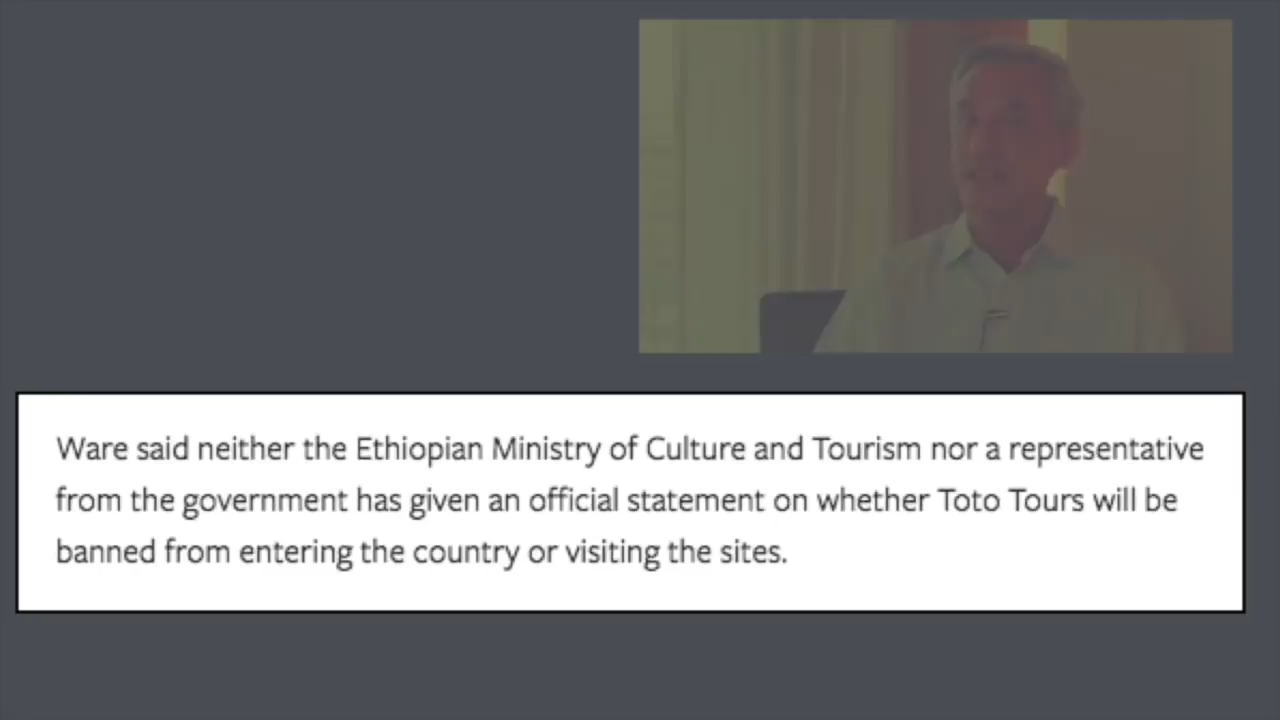 Ware said neither the Ethiopian Ministry of Culture and Tourism nor a representative
from the government has given an official statement on whether Toto Tours will be
banned from entering the country or visiting the sites.